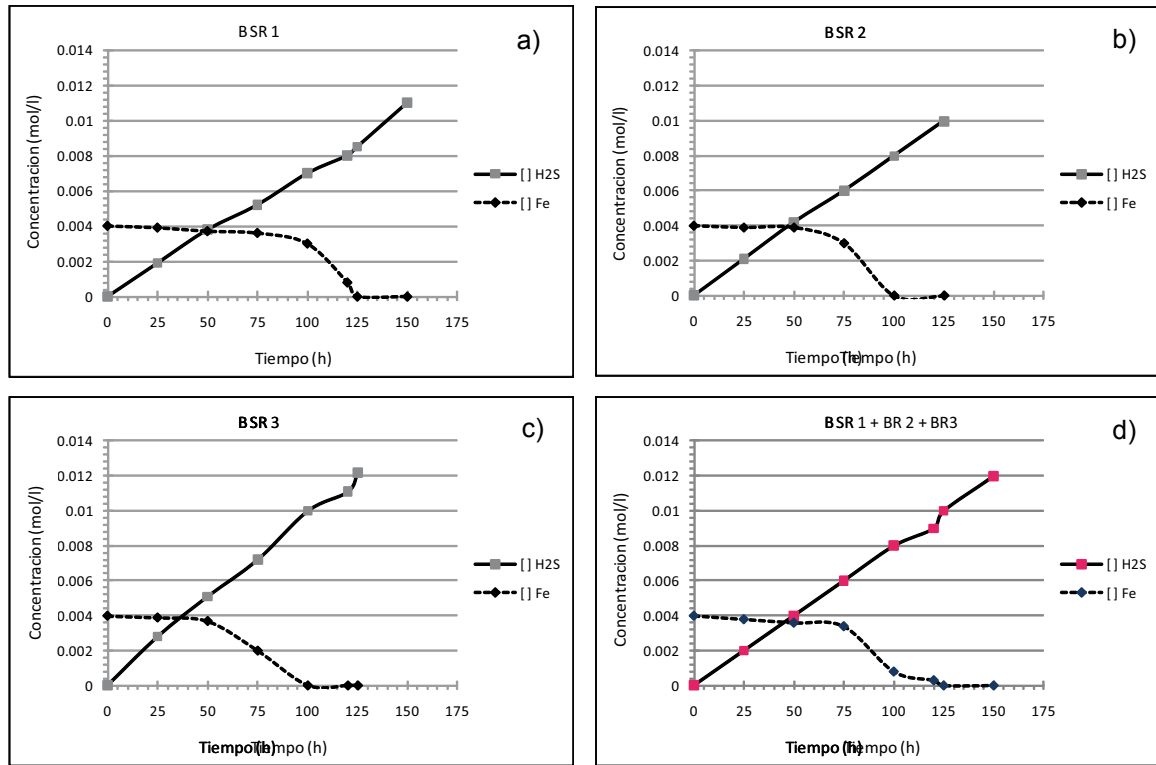 BSR 1
a)
0.014
0.012
0.01
0.008
0.006
0.004
0.002
0
Concentracion (mol/l)
[ ] H2S
[ ] Fe
0 25 50 75 100 125 150 175
Tiempo (h)
BSR 2
b)
0.014
0.012
0.01
0.008
0.006
0.004
0.002
0
Concentracion (mol/l)
[ ] H2S
[ ] Fe
0 25 50 75 100 125 150 175
Tiempo (h)
BSR 3
c)
0.014
0.012
0.01
0.008
0.006
0.004
0.002
0
Concentracion (mol/l)
[ ] H2S
[ ] Fe
0 25 50 75 100 125 150 175
Tiempo (h)
BSR 1 + BR 2 + BR3
d)
0.014
0.012
0.01
0.008
0.006
0.004
0.002
0
Concentracion (mol/l)
[ ] H2S
[ ] Fe
0 25 50 75 100 125 150 175
Tiempo (h)